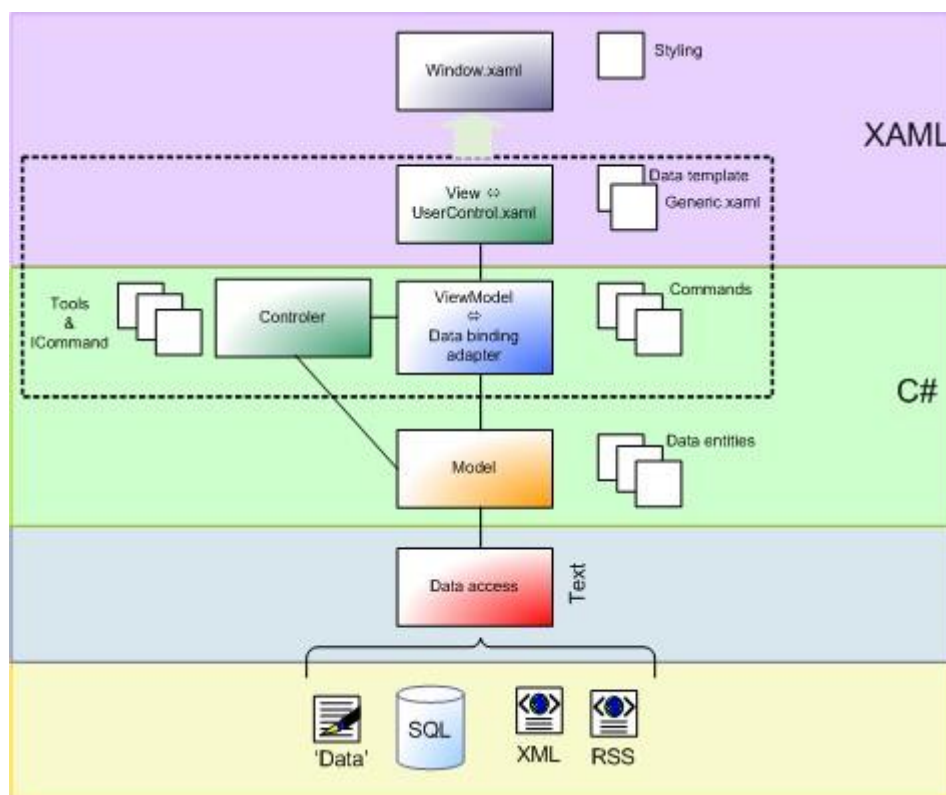 Window.xaml
Styling
XAML
View ⇔
UserControl.xaml
Data template
Generic.xaml
Tools
&
ICommand
Controler
ViewModel
⇔
Data binding
adapter
Commands
C#
Model
Data entities
Data access
Text
'Data'
SQL
XML
RSS